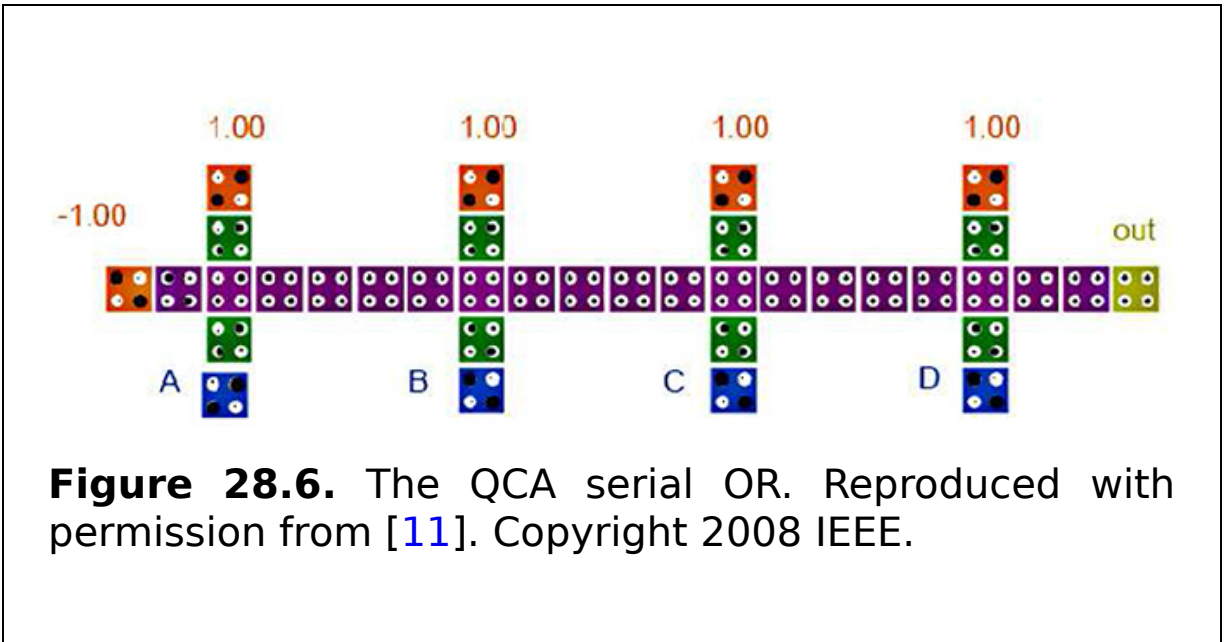 1.00 1.00 1.00 1.00
-1.00
out
A B C D
Figure 28.6. The QCA serial OR. Reproduced with
permission from [11]. Copyright 2008 IEEE.